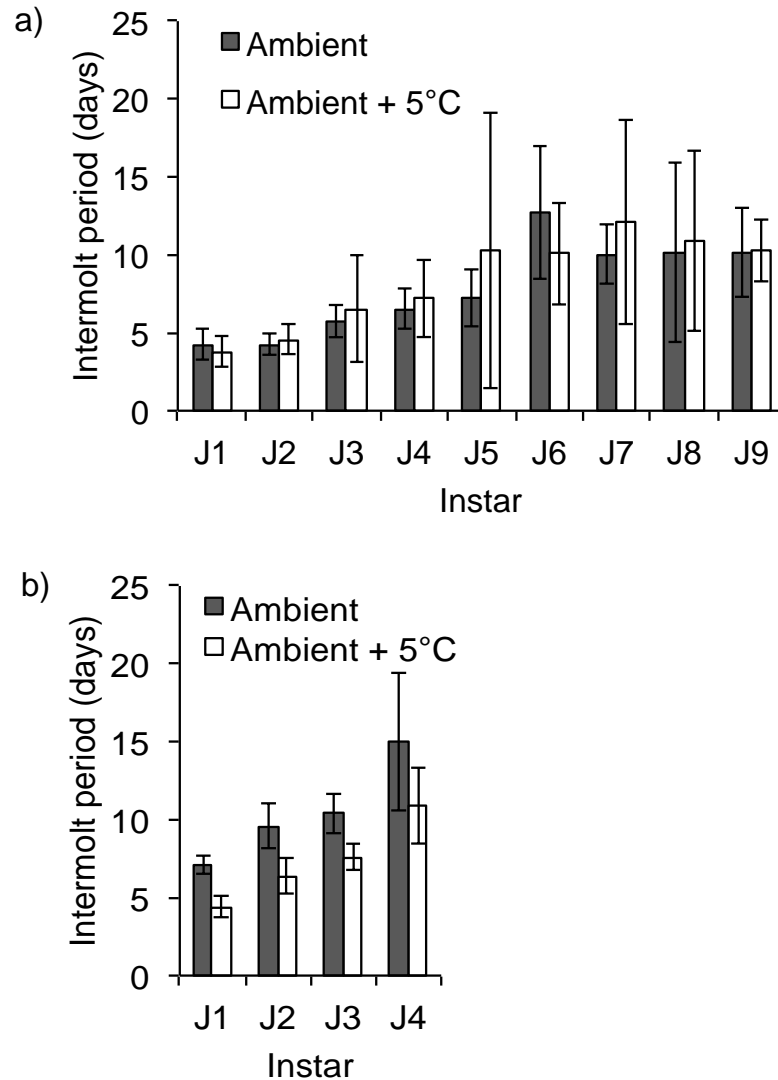 a)
Intermolt period (days)
25
20
15
10
5
0
Ambient
Ambient + 5°C
J1 J2 J3 J4 J5 J6 J7 J8 J9
Instar
b)
Intermolt period (days)
25
20
15
10
5
0
Ambient
Ambient + 5°C
J1 J2 J3 J4
Instar